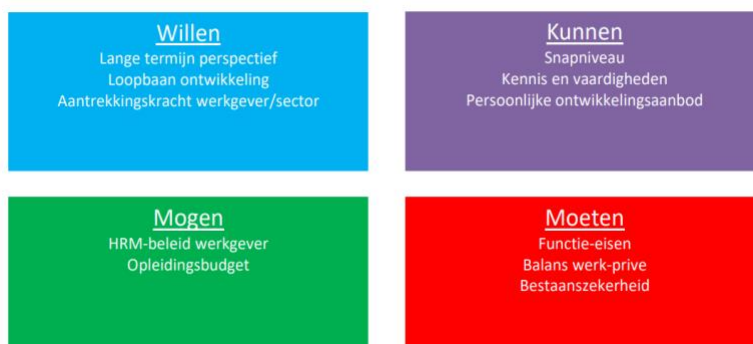 Willen
Lange termijn perspectief
Loopbaan ontwikkeling
Aantrekkingskracht werkgever/sector
Kunnen
Snapniveau
Kennis en vaardigheden
Persoonlijke ontwikkelingsaanbod
Mogen
HRM-beleid werkgever
Opleidingsbudget
Moeten
Functie-eisen
Balans werk-prive
Bestaanszekerheid